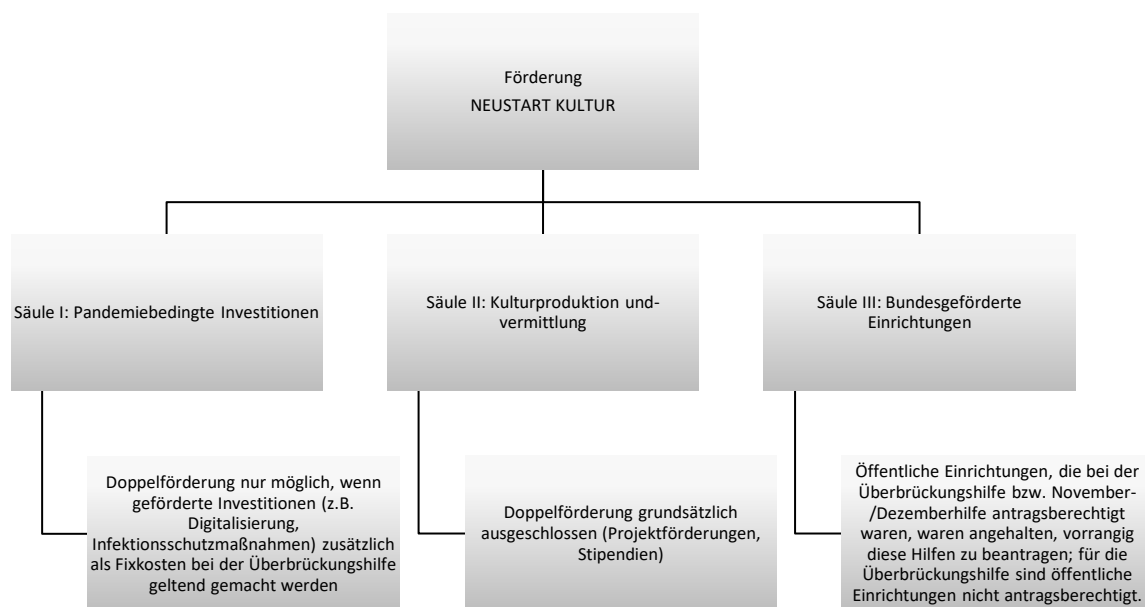 Förderung
NEUSTART KULTUR
Säule I: Pandemiebedingte Investitionen
Säule II: Kulturproduktion und-
vermittlung
Säule III: Bundesgeförderte
Einrichtungen
Doppelförderung nur möglich, wenn
geförderte Investitionen (z.B.
Digitalisierung,
Infektionsschutzmaßnahmen) zusätzlich
als Fixkosten bei der Überbrückungshilfe
geltend gemacht werden
Doppelförderung grundsätzlich
ausgeschlossen (Projektförderungen,
Stipendien)
Öffentliche Einrichtungen, die bei der
Überbrückungshilfe bzw. November-
/Dezemberhilfe antragsberechtigt
waren, waren angehalten, vorrangig
diese Hilfen zu beantragen; für die
Überbrückungshilfe sind öffentliche
Einrichtungen nicht antragsberechtigt.